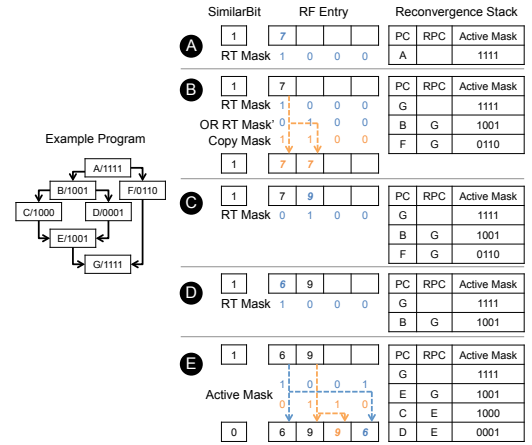 SimilarBit RF Entry Reconvergence Stack
A 1 7 PC RPC Active Mask
RT Mask 1 0 0 0 A 1111
B 1 7 PC RPC Active Mask
RT Mask 1 0 0 0 G 1111
OR RT Mask' 0 1 0 0 B G 1001
Copy Mask 1 1 0 0 F G 0110
1 7 7
Example Program
A/1111
B/1001 F/0110
C/1000 D/0001
E/1001
G/1111
C 1 7 9 PC RPC Active Mask
RT Mask 0 1 0 0 G 1111
B G 1001
F G 0110
D 1 6 9 PC RPC Active Mask
RT Mask 1 0 0 0 G 1111
B G 1001
E 1 6 9 PC RPC Active Mask
G 1111
1 0 0 1 E G 1001
Active Mask
0 1 1 0 C E 1000
0 6 9 9 6 D E 0001